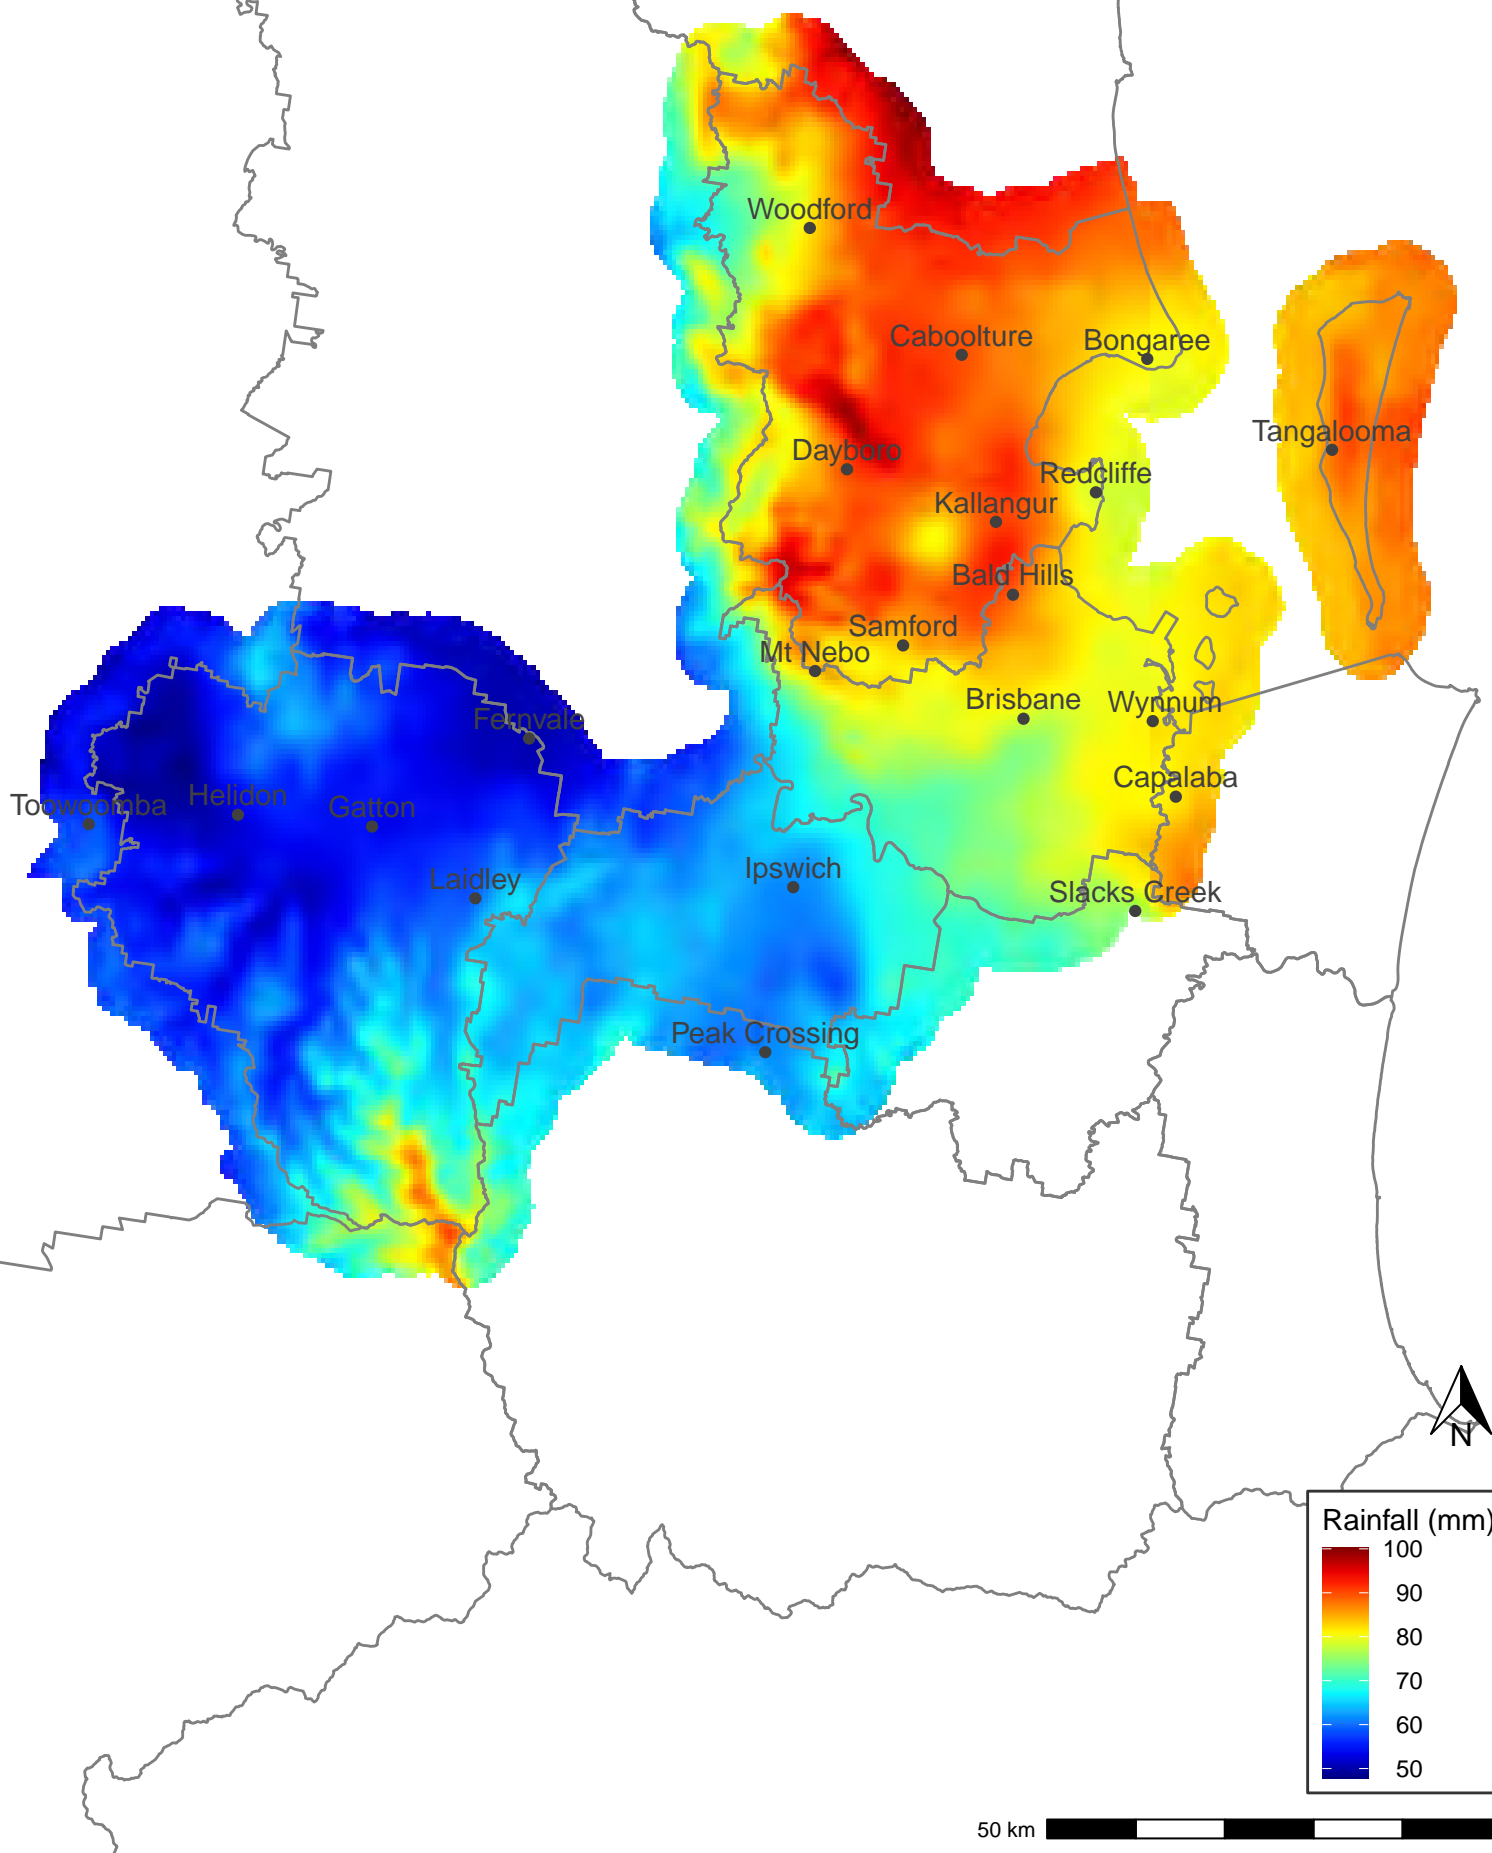 Woodford
Caboolture
Bongaree
Tangalooma
Dayboro
Redcliffe
Kallangur
Bald Hills
Samford
Mt Nebo
Brisbane
Wynnum
Fernvale
Capalaba
Toowoomba
Helidon
Gatton
Ipswich
Laidley
Slacks Creek
Peak Crossing
N
Rainfall (mm)
100
90
80
70
60
50
50 km